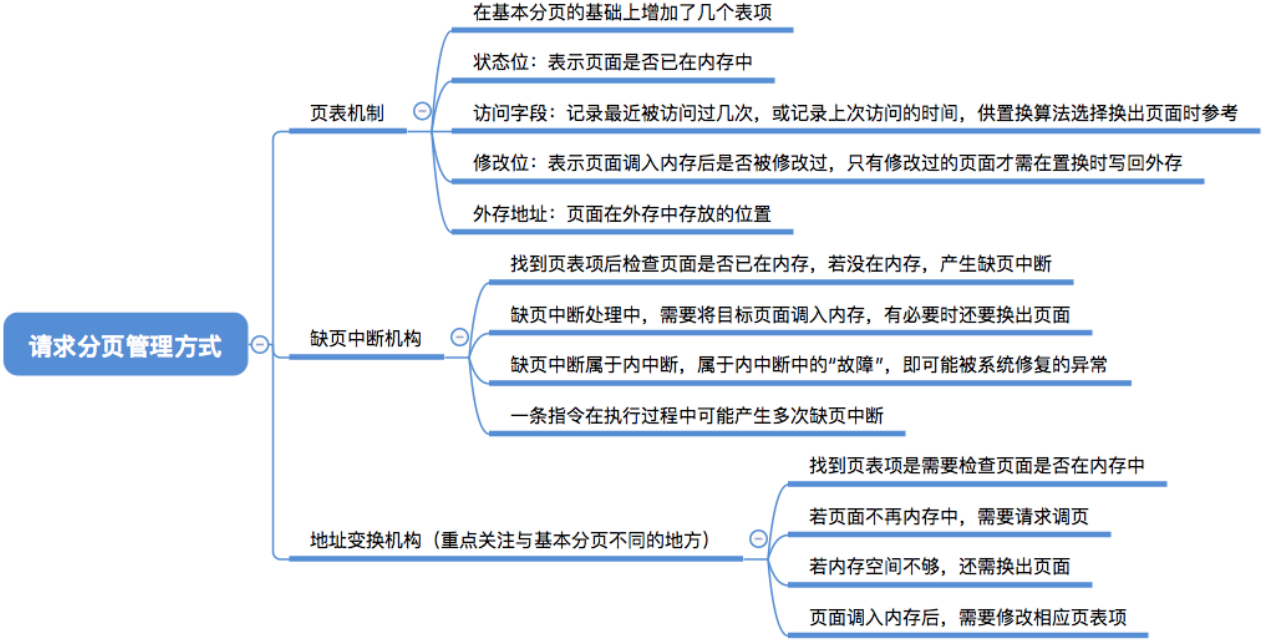 在基本分页的基础上增加了几个表项
状态位：表示页面是否已在内存中
页表机制
访问字段：记录最近被访问过几次，或记录上次访问的时间，供置换算法选择换出页面时参考
修改位：表示页面调入内存后是否被修改过，只有修改过的页面才需在置换时写回外存
外存地址：页面在外存中存放的位置
找到页表项后检查页面是否已在内存，若没在内存，产生缺页中断
缺页中断处理中，需要将目标页面调入内存，有必要时还要换出页面
请求分页管理方式
缺页中断机构
缺页中断属于内中断，属于内中断中的“故障”，即可能被系统修复的异常
一条指令在执行过程中可能产生多次缺页中断
找到页表项是需要检查页面是否在内存中
若页面不再内存中，需要请求调页
地址变换机构（重点关注与基本分页不同的地方）
若内存空间不够，还需换出页面
页面调入内存后，需要修改相应页表项